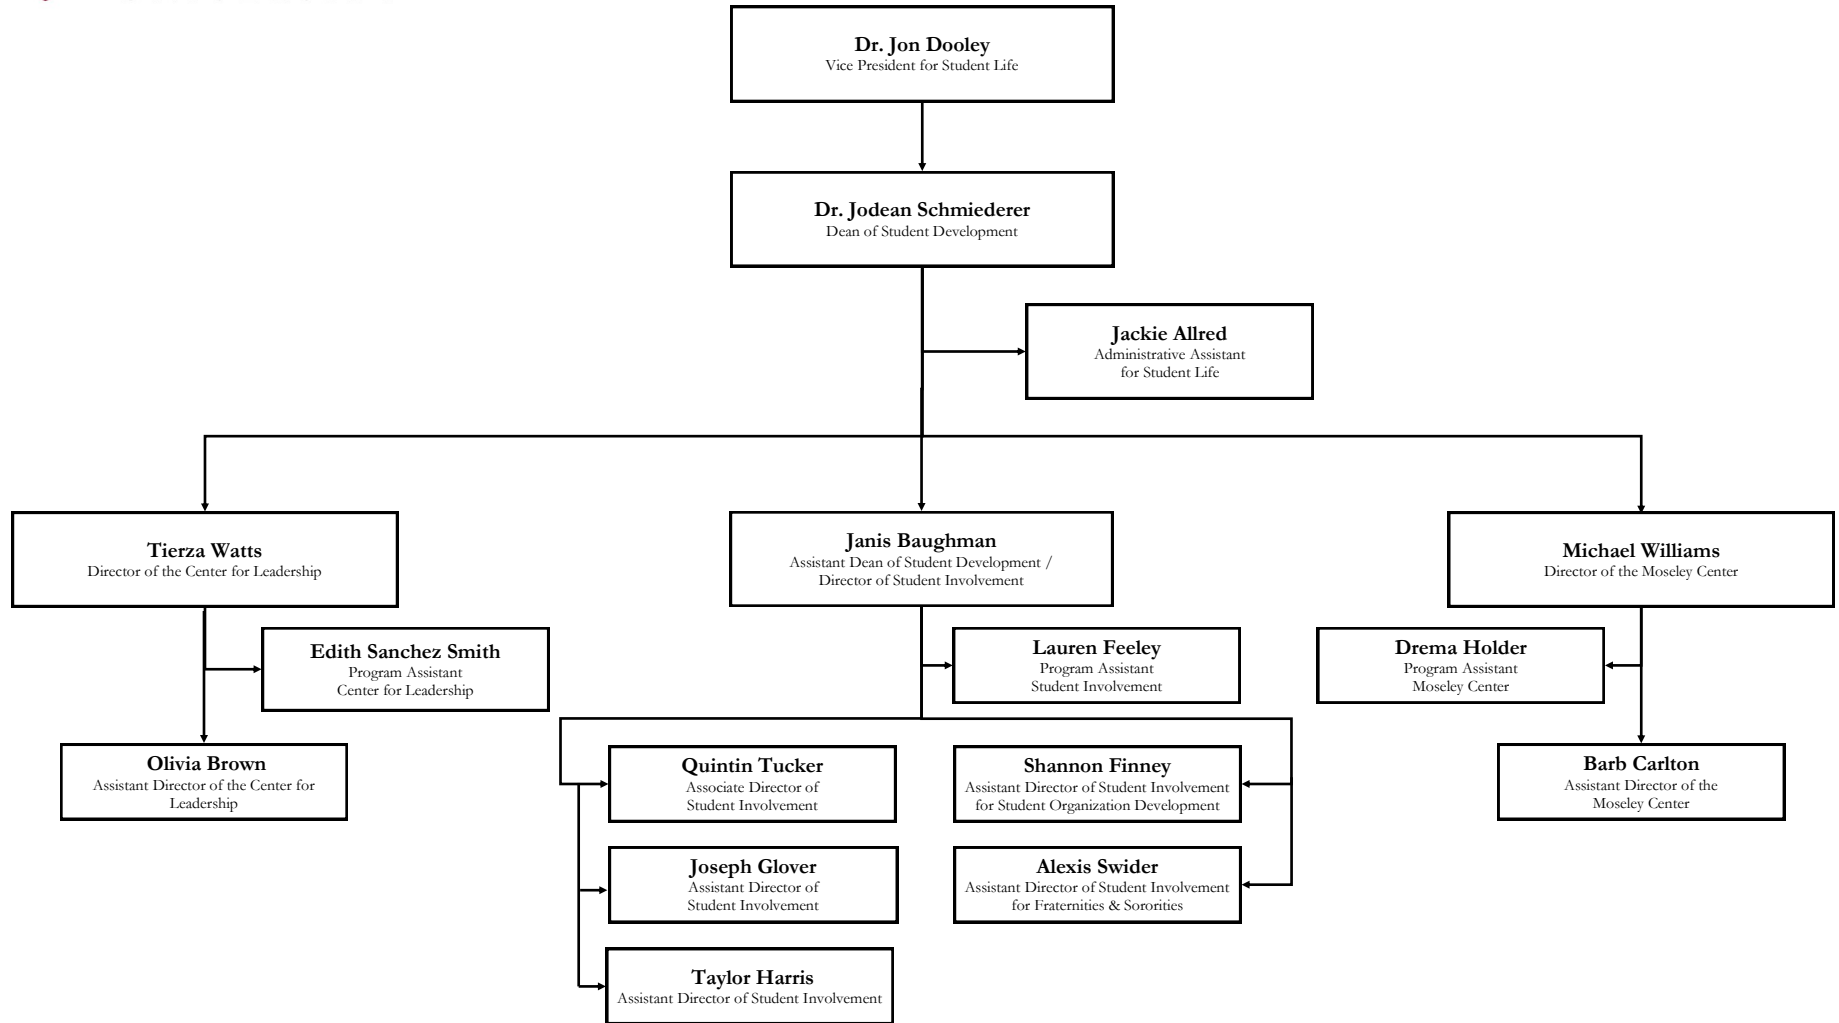 Dr. Jon Dooley
Vice President for Student Life
Dr. Jodean Schmiederer
Dean of Student Development
Jackie Allred
Administrative Assistant
for Student Life
Tierza Watts
Director of the Center for Leadership
Janis Baughman
Assistant Dean of Student Development /
Director of Student Involvement
Michael Williams
Director of the Moseley Center
Edith Sanchez Smith
Program Assistant
Center for Leadership
Lauren Feeley
Program Assistant
Student Involvement
Drema Holder
Program Assistant
Moseley Center
Olivia Brown
Assistant Director of the Center for
Leadership
Quintin Tucker
Associate Director of
Student Involvement
Shannon Finney
Assistant Director of Student Involvement
for Student Organization Development
Barb Carlton
Assistant Director of the
Moseley Center
Joseph Glover
Assistant Director of
Student Involvement
Alexis Swider
Assistant Director of Student Involvement
for Fraternities & Sororities
Taylor Harris
Assistant Director of Student Involvement